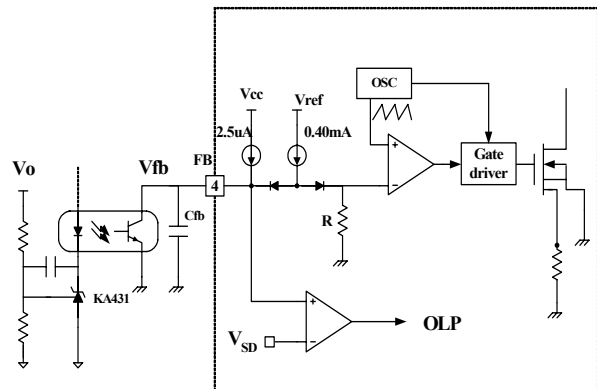 OSC
Vcc
Vref
2.5uA
0.40mA
Vo
Vfb
FB
4
Gate
driver
Cfb
R
KA431
VSD
OLP
+
-
+
-